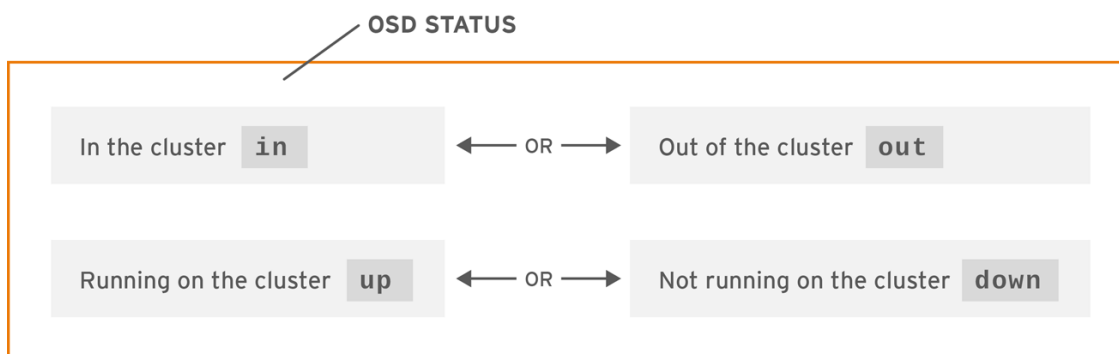 OSD STATUS
In the cluster in OR Out of the cluster out
Running on the cluster up OR Not running on the cluster down